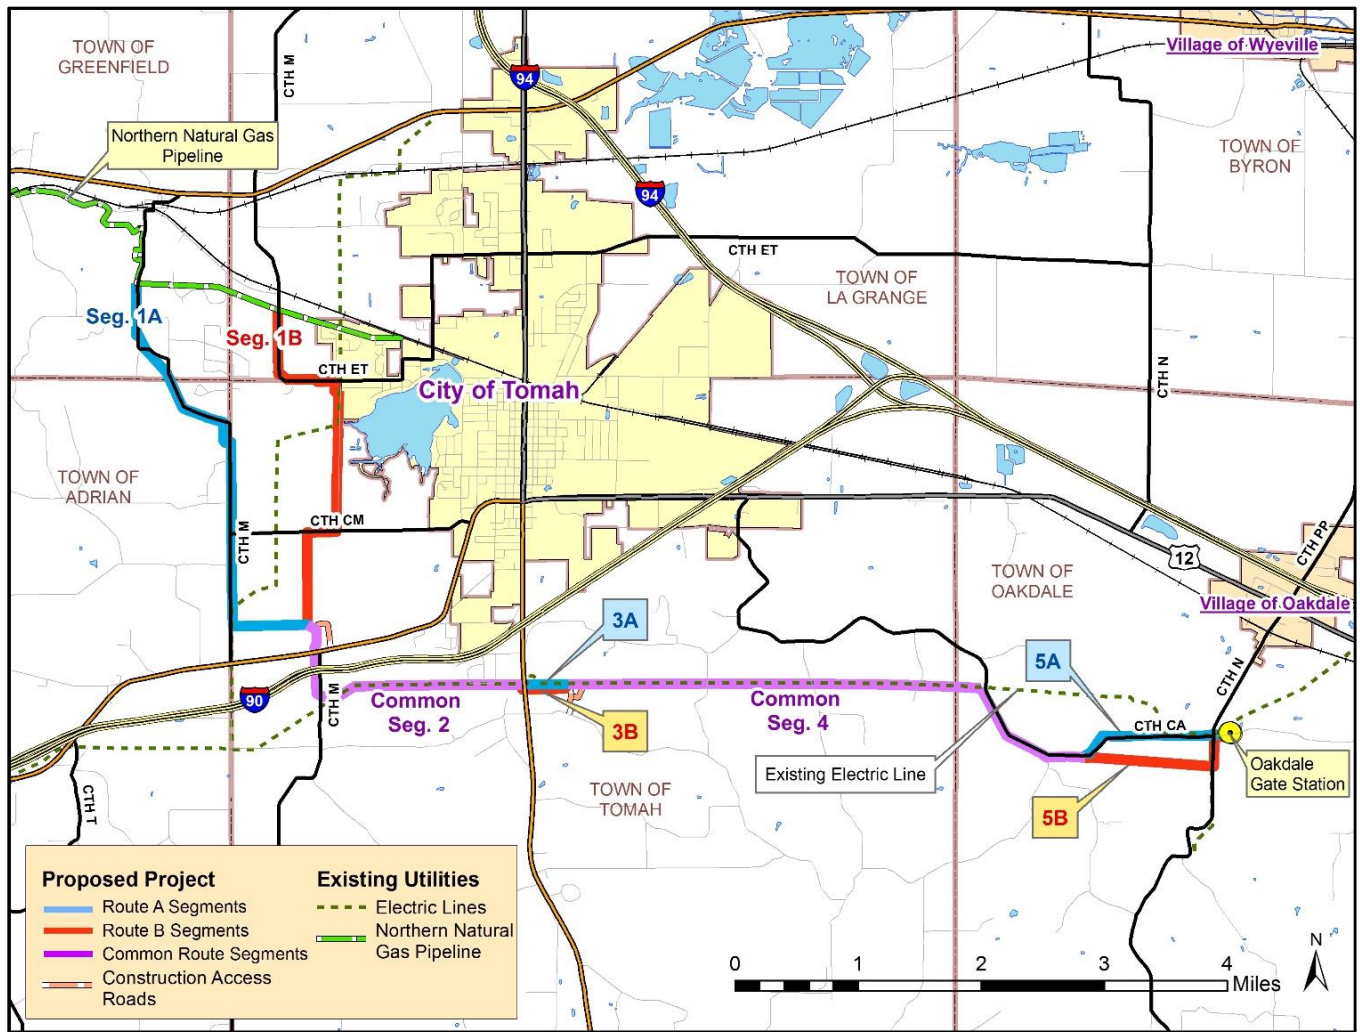 TOWN OF
GREENFIELD
CTH M
94
Village of Wyeville
Northern Natural Gas
Pipeline
TOWN OF
BYRON
94
CTH ET
TOWN OF
LA GRANGE
Seg. 1A
Seg. 1B
CTH ET
City of Tomah
CTH N
TOWN OF
ADRIAN
CTH M
CTH CM
CTH PP
12
TOWN OF
OAKDALE
Village of Oakdale
3A
5A
CTH N
90
CTH M
Common
Seg. 2
Common
Seg. 4
3B
CTH CA
Existing Electric Line
Oakdale
Gate Station
CTH T
TOWN OF
TOMAH
5B
Proposed Project
Route A Segments
Route B Segments
Common Route Segments
Construction Access
Roads
Existing Utilities
Electric Lines
Northern Natural
Gas Pipeline
N
0 1 2 3 4
Miles